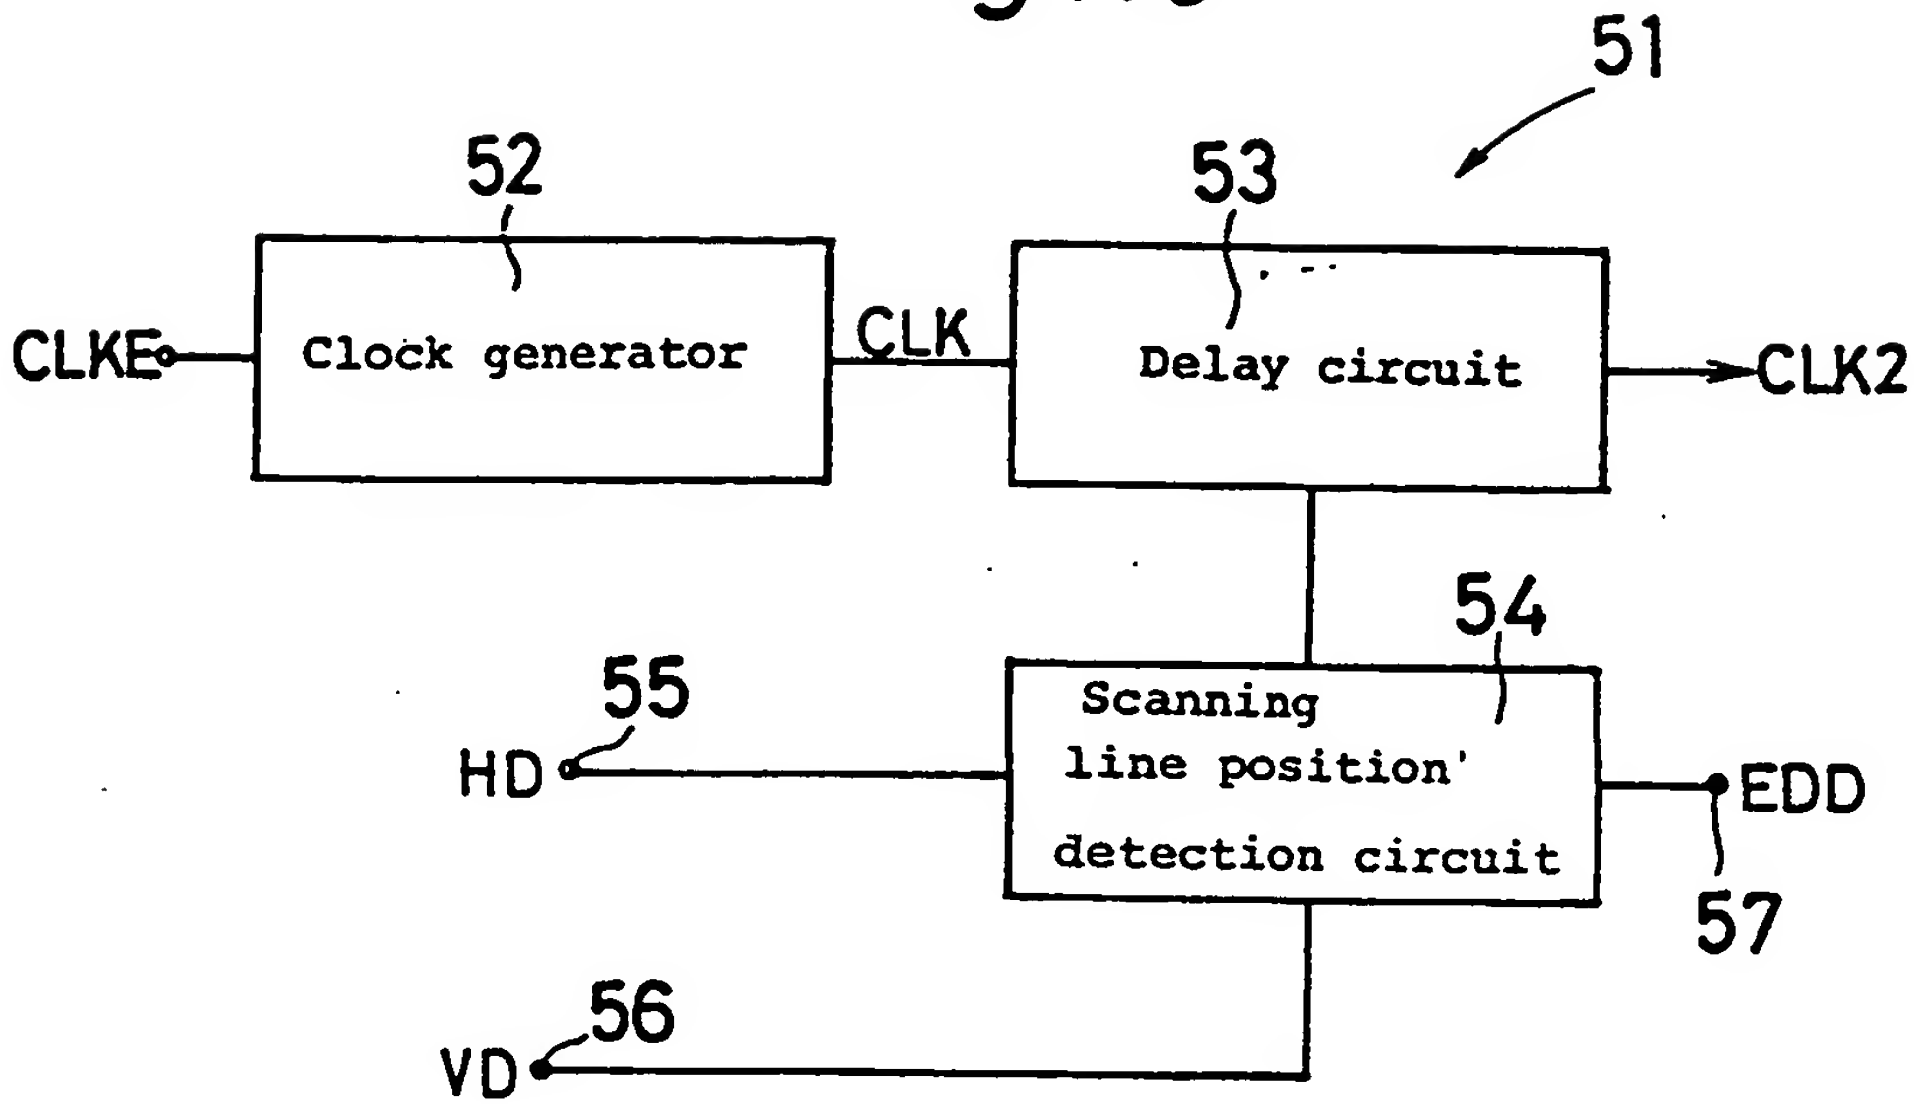 51
52
53
CLKE
Clock generator
CLK
Delay circuit
CLK2
54
55
HD
Scanning
line position'
detection circuit
EDD
57
56
VD